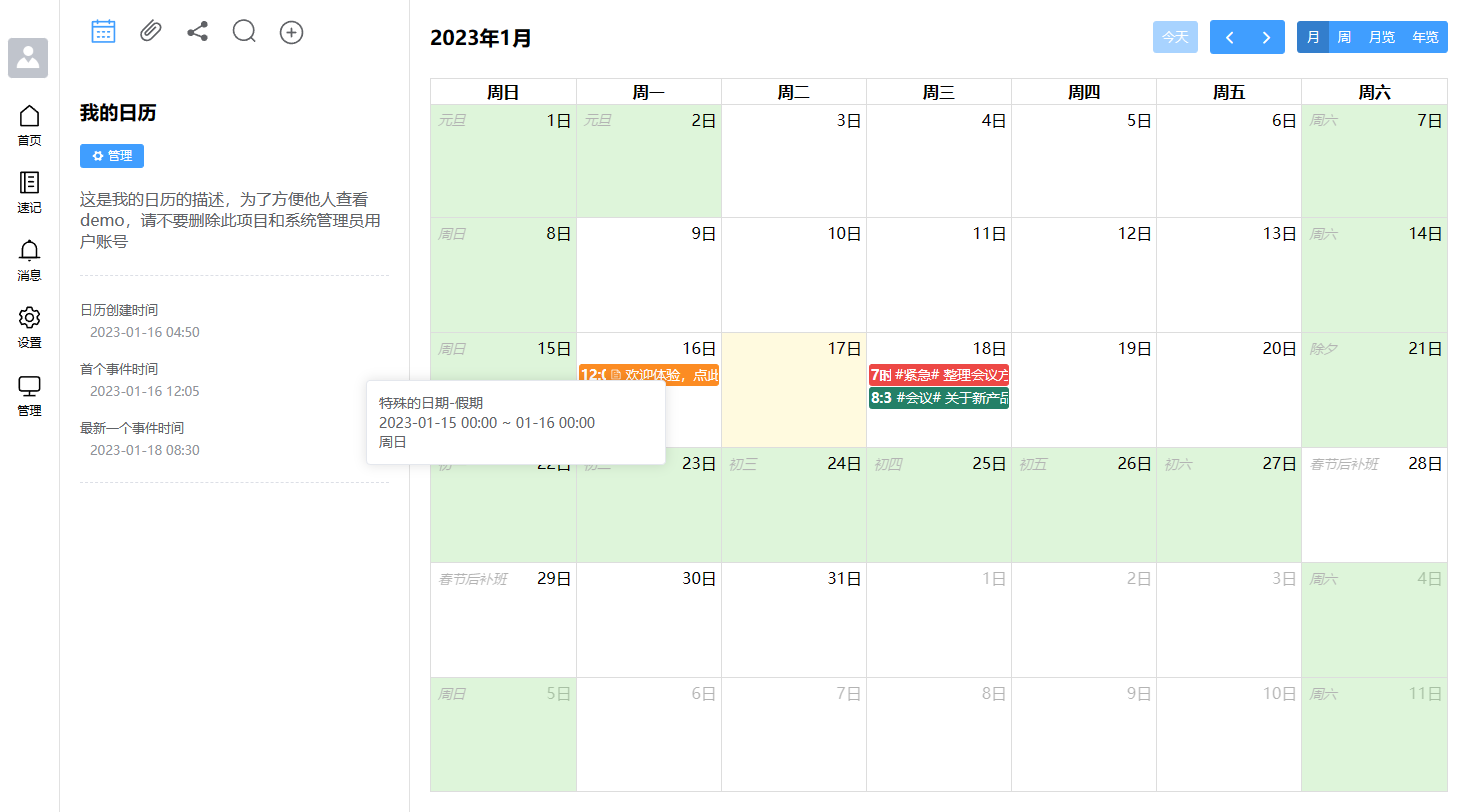 首页
速记
消息
设置
管理
我的日历
管理
这是我的日历的描述，为了方便他人查看
demo，请不要删除此项目和系统管理员用
户账号
日历创建时间
2023-01-16 04:50
首个事件时间
2023-01-16 12:05
最新一个事件时间
2023-01-18 08:30
2023年1月
今天
月 周 月览 年览
周日 周一 周二 周三 周四 周五 周六
元旦 1日 元旦 2日 3日 4日 5日 6日 周六 7日
周日 8日 9日 10日 11日 12日 13日 周六 14日
周日 15日 16日 17日 18日 19日 20日 除夕 21日
12:0 欢迎体验，点此
7时 #紧急# 整理会议方
8:3 #会议# 关于新产品
特殊的日期-假期
2023-01-15 00:00 ~ 01-16 00:00
周日
22日 初二 23日 初三 24日 初四 25日 初五 26日 初六 27日 春节后补班 28日
春节后补班 29日 30日 31日 1日 2日 3日 周六 4日
周日 5日 6日 7日 8日 9日 10日 周六 11日